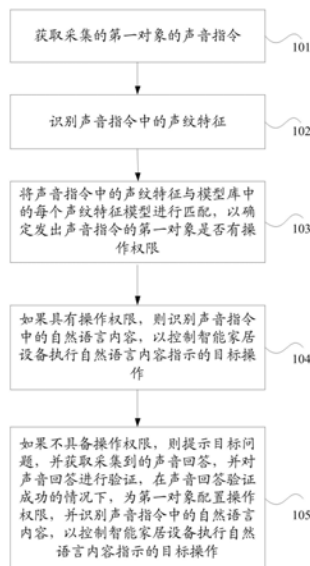 获取采集的第一对象的声音指令
101
识别声音指令中的声纹特征
102
将声音指令中的声纹特征与模型库中
的每个声纹特征模型进行匹配，以确
定发出声音指令的第一对象是否有操
作权限
103
如果具有操作权限，则识别声音指令
中的自然语言内容，以控制智能家居
设备执行自然语言内容指示的目标操
作
104
如果不具备操作权限，则提示目标问
题，并获取采集到的声音回答，并对
声音回答进行验证，在声音回答验证
成功的情况下，为第一对象配置操作
权限，并识别声音指令中的自然语言
内容，以控制智能家居设备执行自然
语言内容指示的目标操作
105